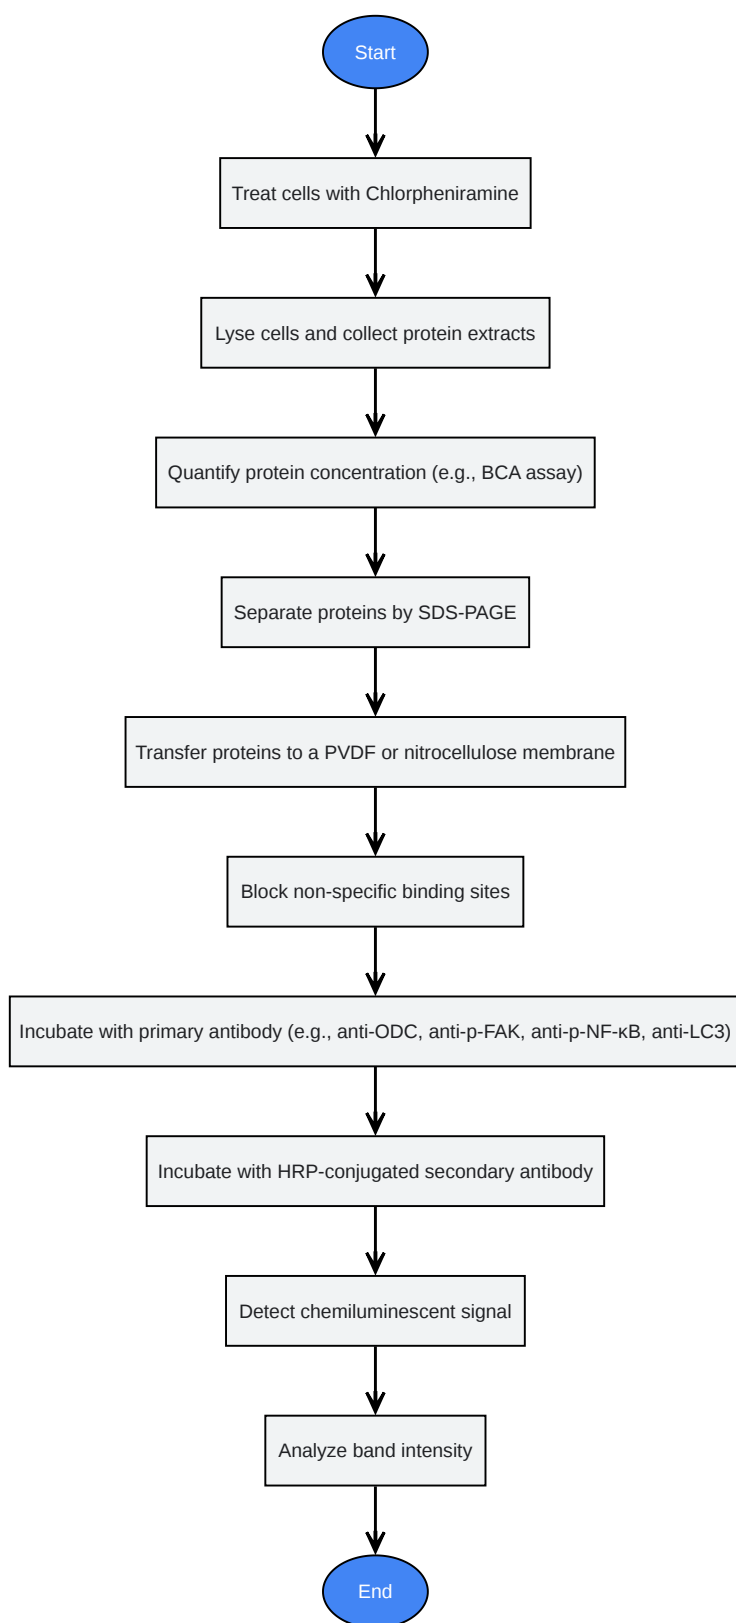 Start
Treat cells with Chlorpheniramine
Lyse cells and collect protein extracts
Quantify protein concentration (e.g., BCA assay)
Separate proteins by SDS-PAGE
Transfer proteins to a PVDF or nitrocellulose membrane
Block non-specific binding sites
Incubate with primary antibody (e.g., anti-ODC, anti-p-FAK, anti-p-NF-κB, anti-LC3)
Incubate with HRP-conjugated secondary antibody
Detect chemiluminescent signal
Analyze band intensity
End